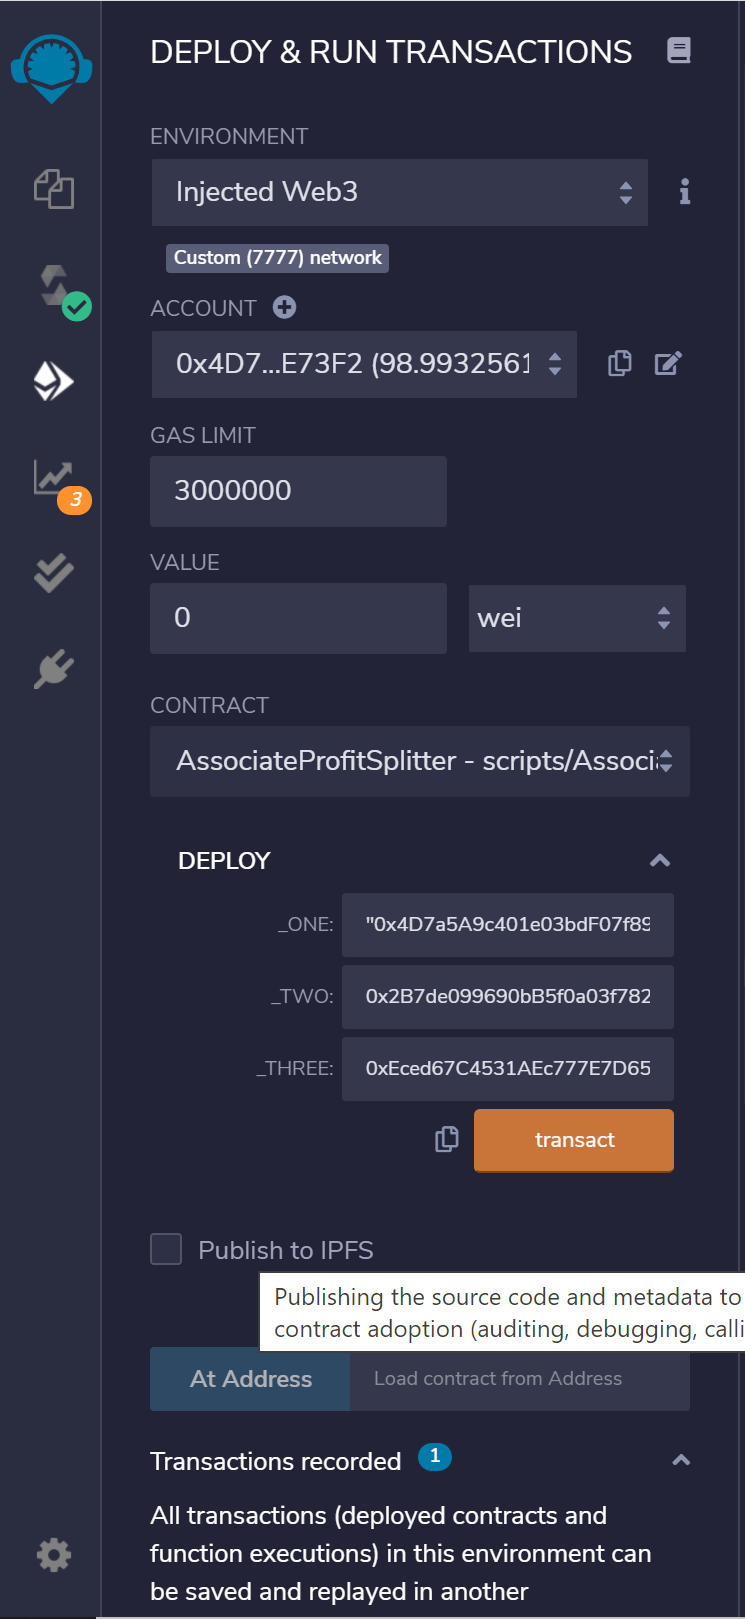 DEPLOY & RUN TRANSACTIONS
ENVIRONMENT
Injected Web3
Custom (7777) network
ACCOUNT
0x4D7...E73F2 (98.9932561
GAS LIMIT
3000000
3
VALUE
0
wei
CONTRACT
AssociateProfitSplitter - scripts/Associa
DEPLOY
_ONE:
"0x4D7a5A9c401e03bdF07f89
_TWO:
0x2B7de099690bB5f0a03f782
_THREE:
0xEced67C4531AEc777E7D65
transact
Publish to IPFS
Publishing the source code and metadata to
contract adoption (auditing, debugging, calli
At Address
Load contract from Address
Transactions recorded 1
All transactions (deployed contracts and
function executions) in this environment can
be saved and replayed in another